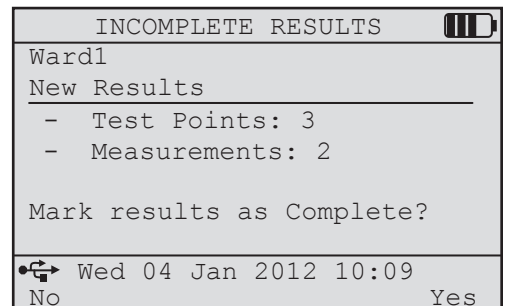 INCOMPLETE RESULTS
Ward1
New Results
- Test Points: 3
- Measurements: 2
Mark results as Complete?
Wed 04 Jan 2012 10:09
No Yes